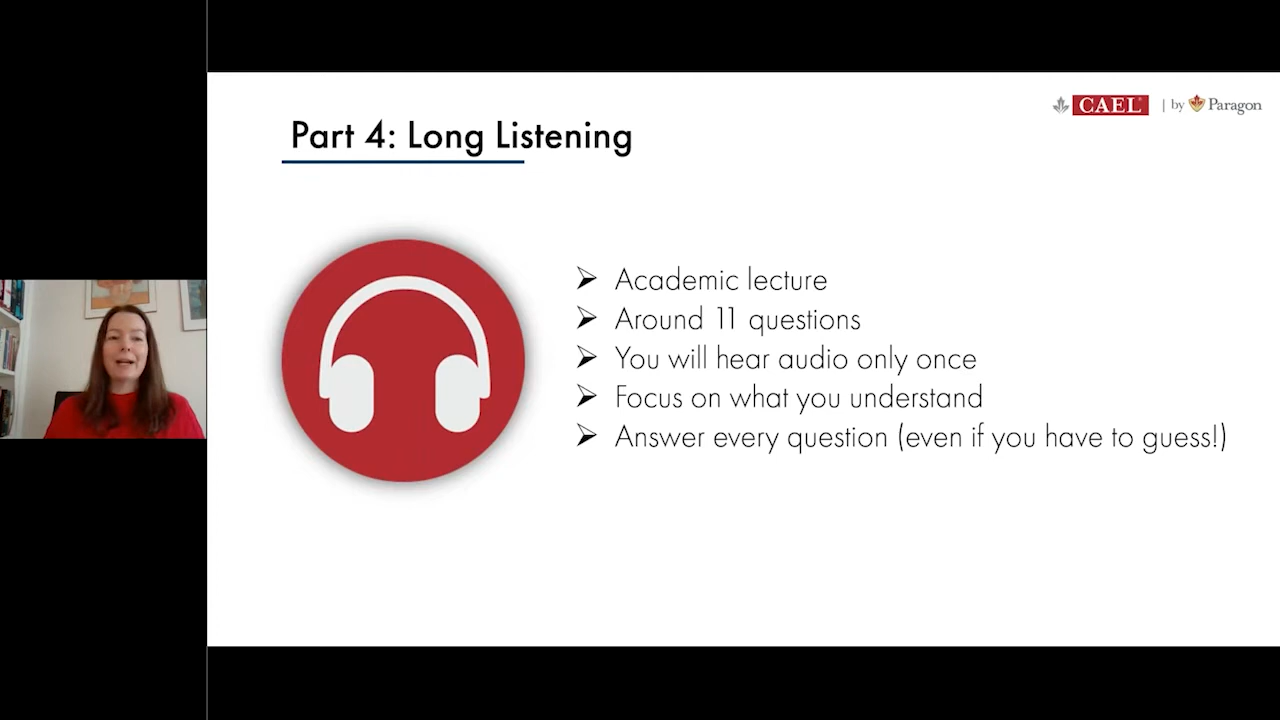 CAEL | by Paragon
Part 4: Long Listening
➢ Academic lecture
➢ Around 11 questions
➢ You will hear audio only once
➢ Focus on what you understand
➢ Answer every question (even if you have to guess!)